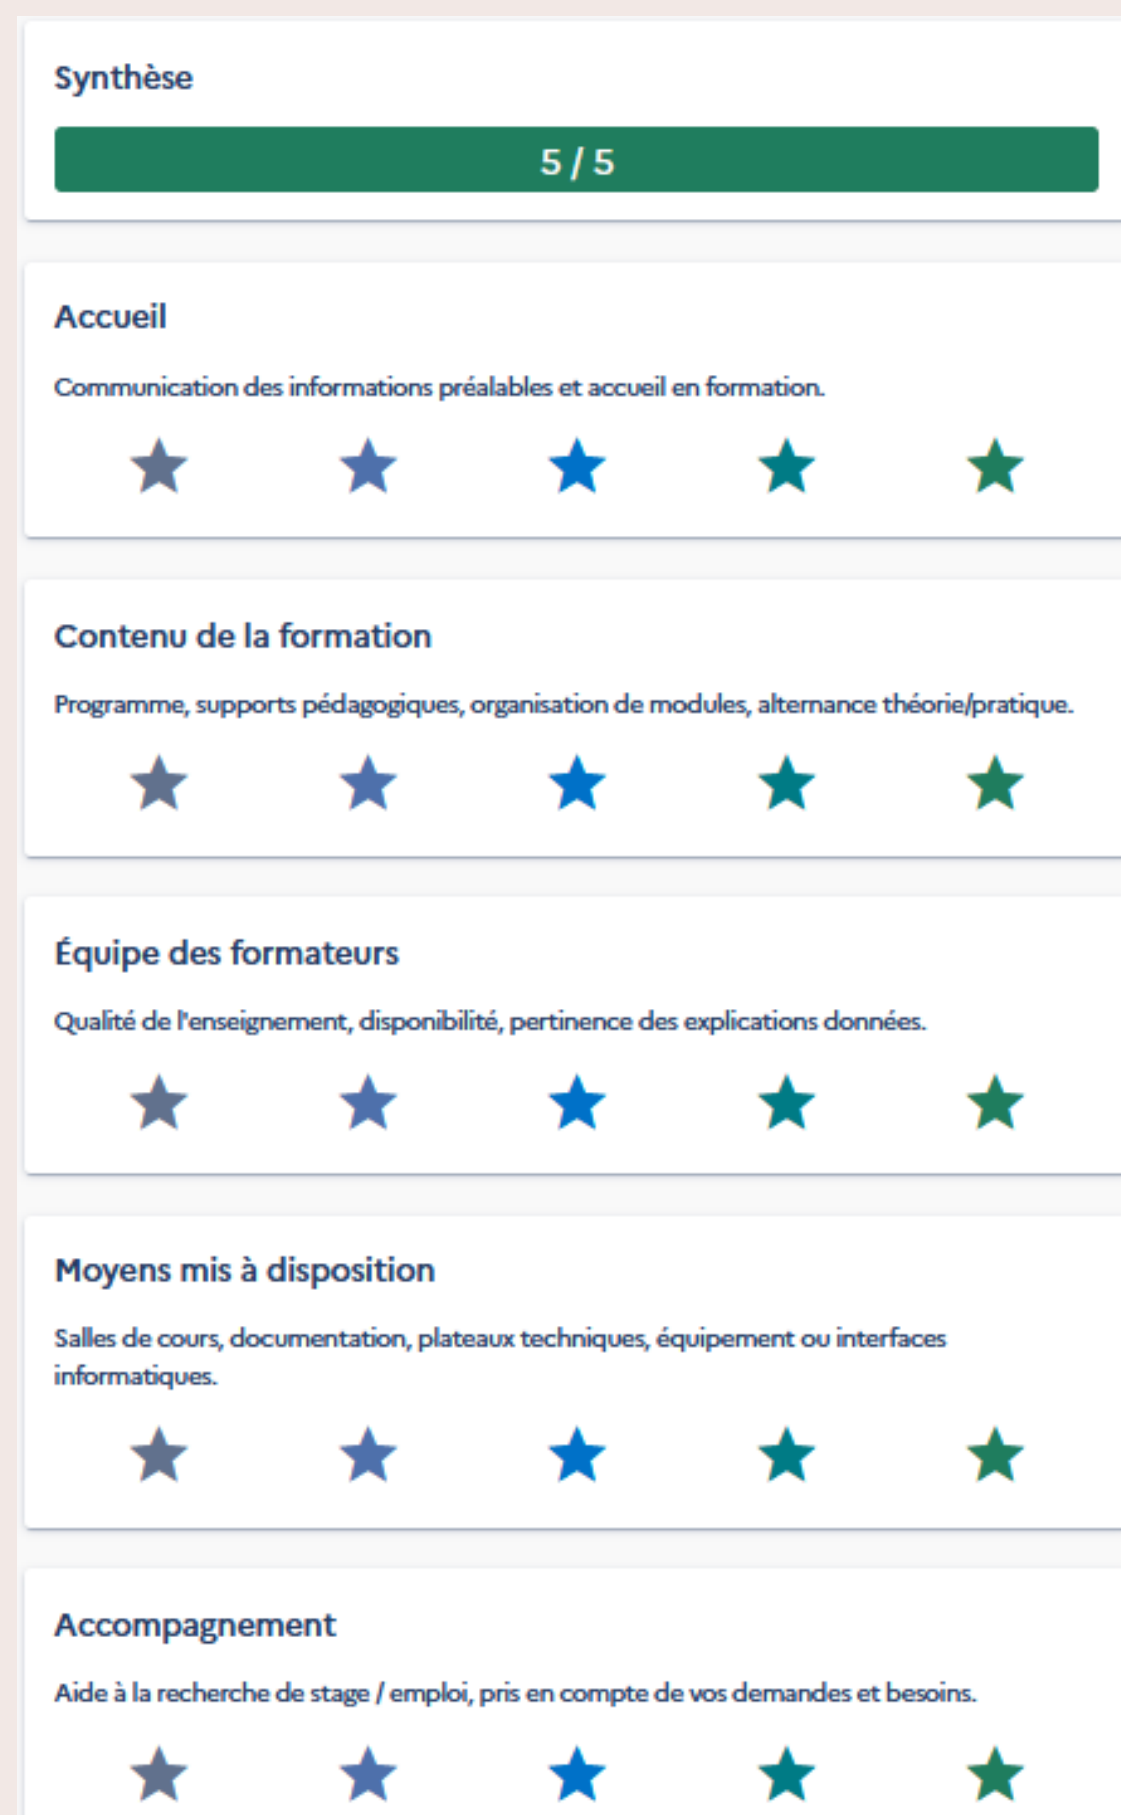 Synthèse
5 / 5
Accueil
Communication des informations préalables et accueil en formation.
Contenu de la formation
Programme, supports pédagogiques, organisation de modules, alternance théorie/pratique.
Équipe des formateurs
Qualité de l'enseignement, disponibilité, pertinence des explications données.
Moyens mis à disposition
Salles de cours, documentation, plateaux techniques, équipement ou interfaces
informatiques.
Accompagnement
Aide à la recherche de stage / emploi, pris en compte de vos demandes et besoins.